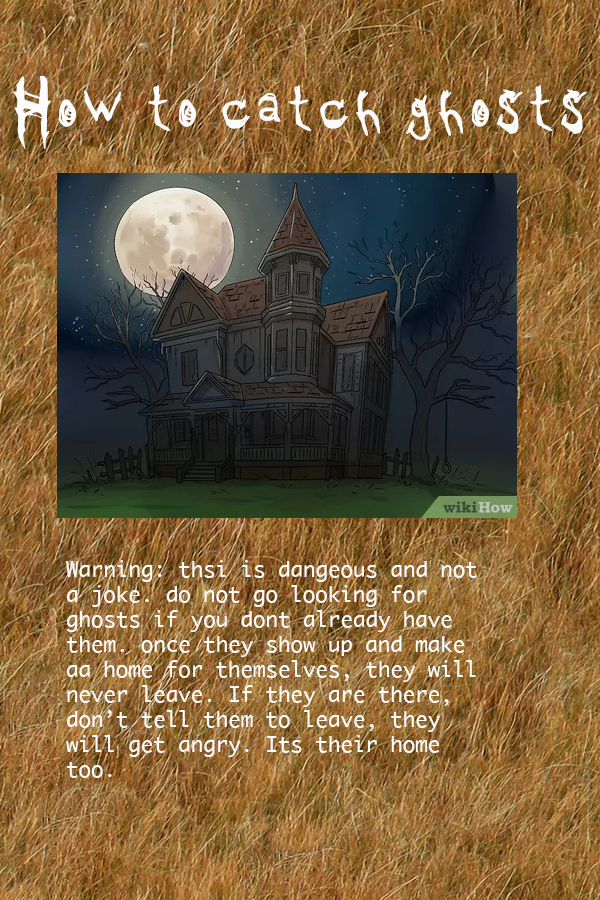 How to catch ghosts
wikiHow
Warning: thsi is dangeous and not
a joke. do not go looking for
ghosts if you dont already have
them. once they show up and make
aa home for themselves, they will
never leave. If they are there,
don’t tell them to leave, they
will get angry. Its their home
too.